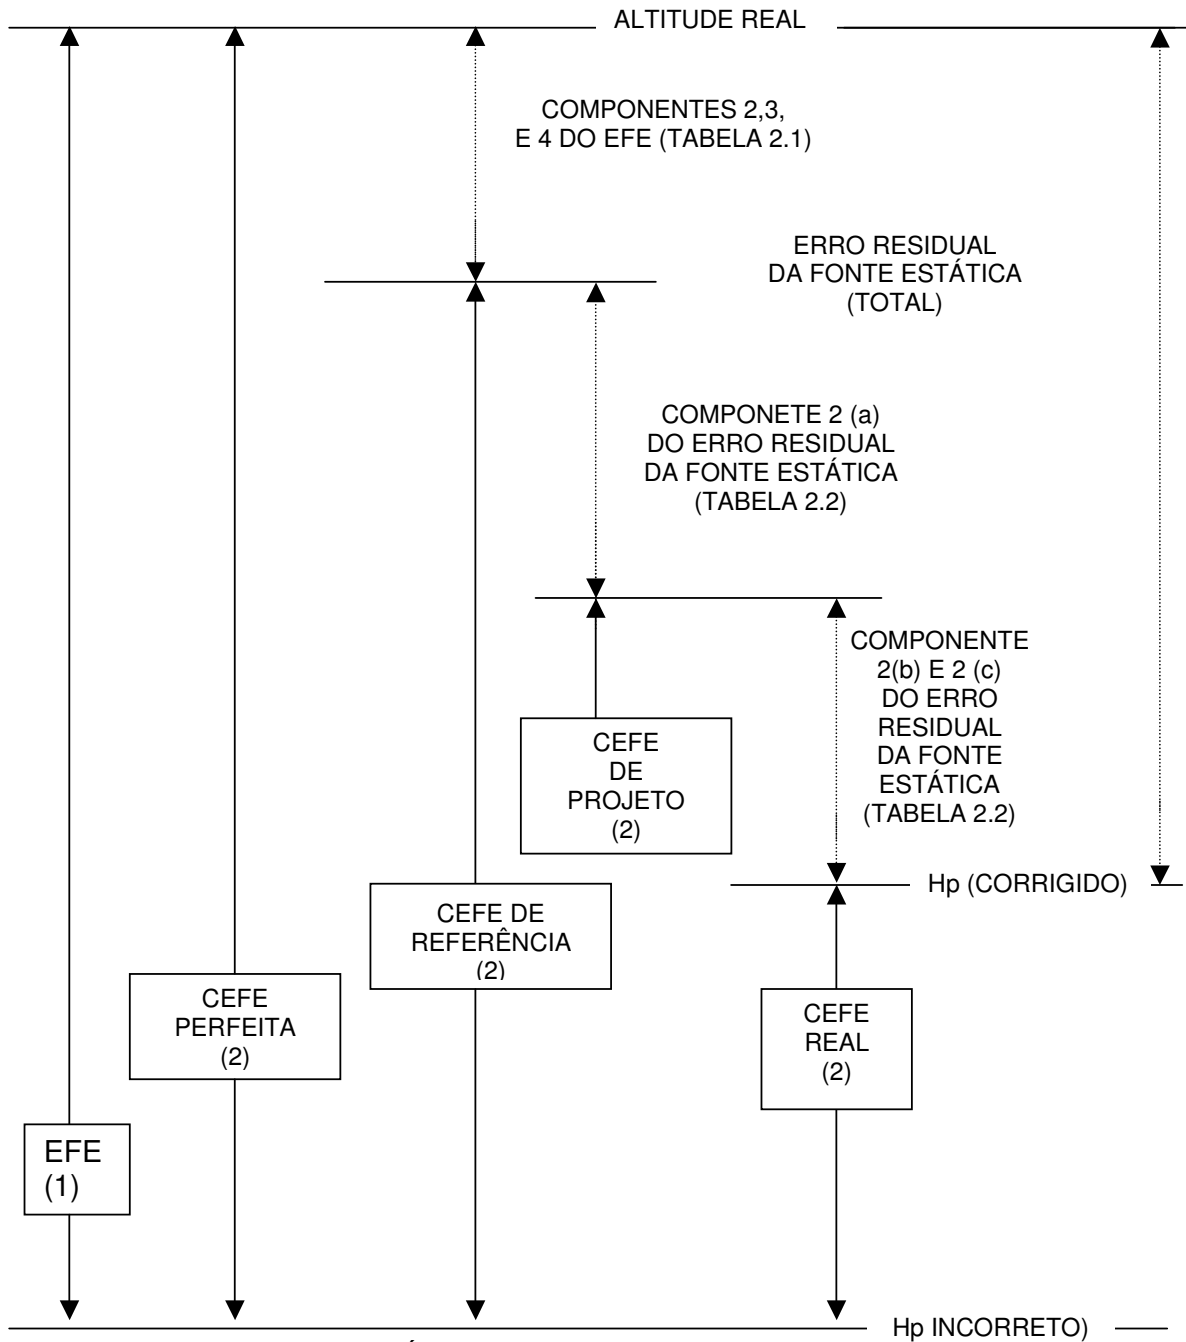 ALTITUDE REAL
COMPONENTES 2,3,
E 4 DO EFE (TABELA 2.1)
ERRO RESIDUAL
DA FONTE ESTÁTICA
(TOTAL)
COMPONETE 2 (a)
DO ERRO RESIDUAL
DA FONTE ESTÁTICA
(TABELA 2.2)
COMPONENTE
2(b) E 2 (c)
DO ERRO
RESIDUAL
DA FONTE
ESTÁTICA
(TABELA 2.2)
CEFE
DE
PROJETO
(2)
Hp (CORRIGIDO)
CEFE DE
REFERÊNCIA
(2)
CEFE
PERFEITA
(2)
CEFE
REAL
(2)
EFE
(1)
Hp INCORRETO)